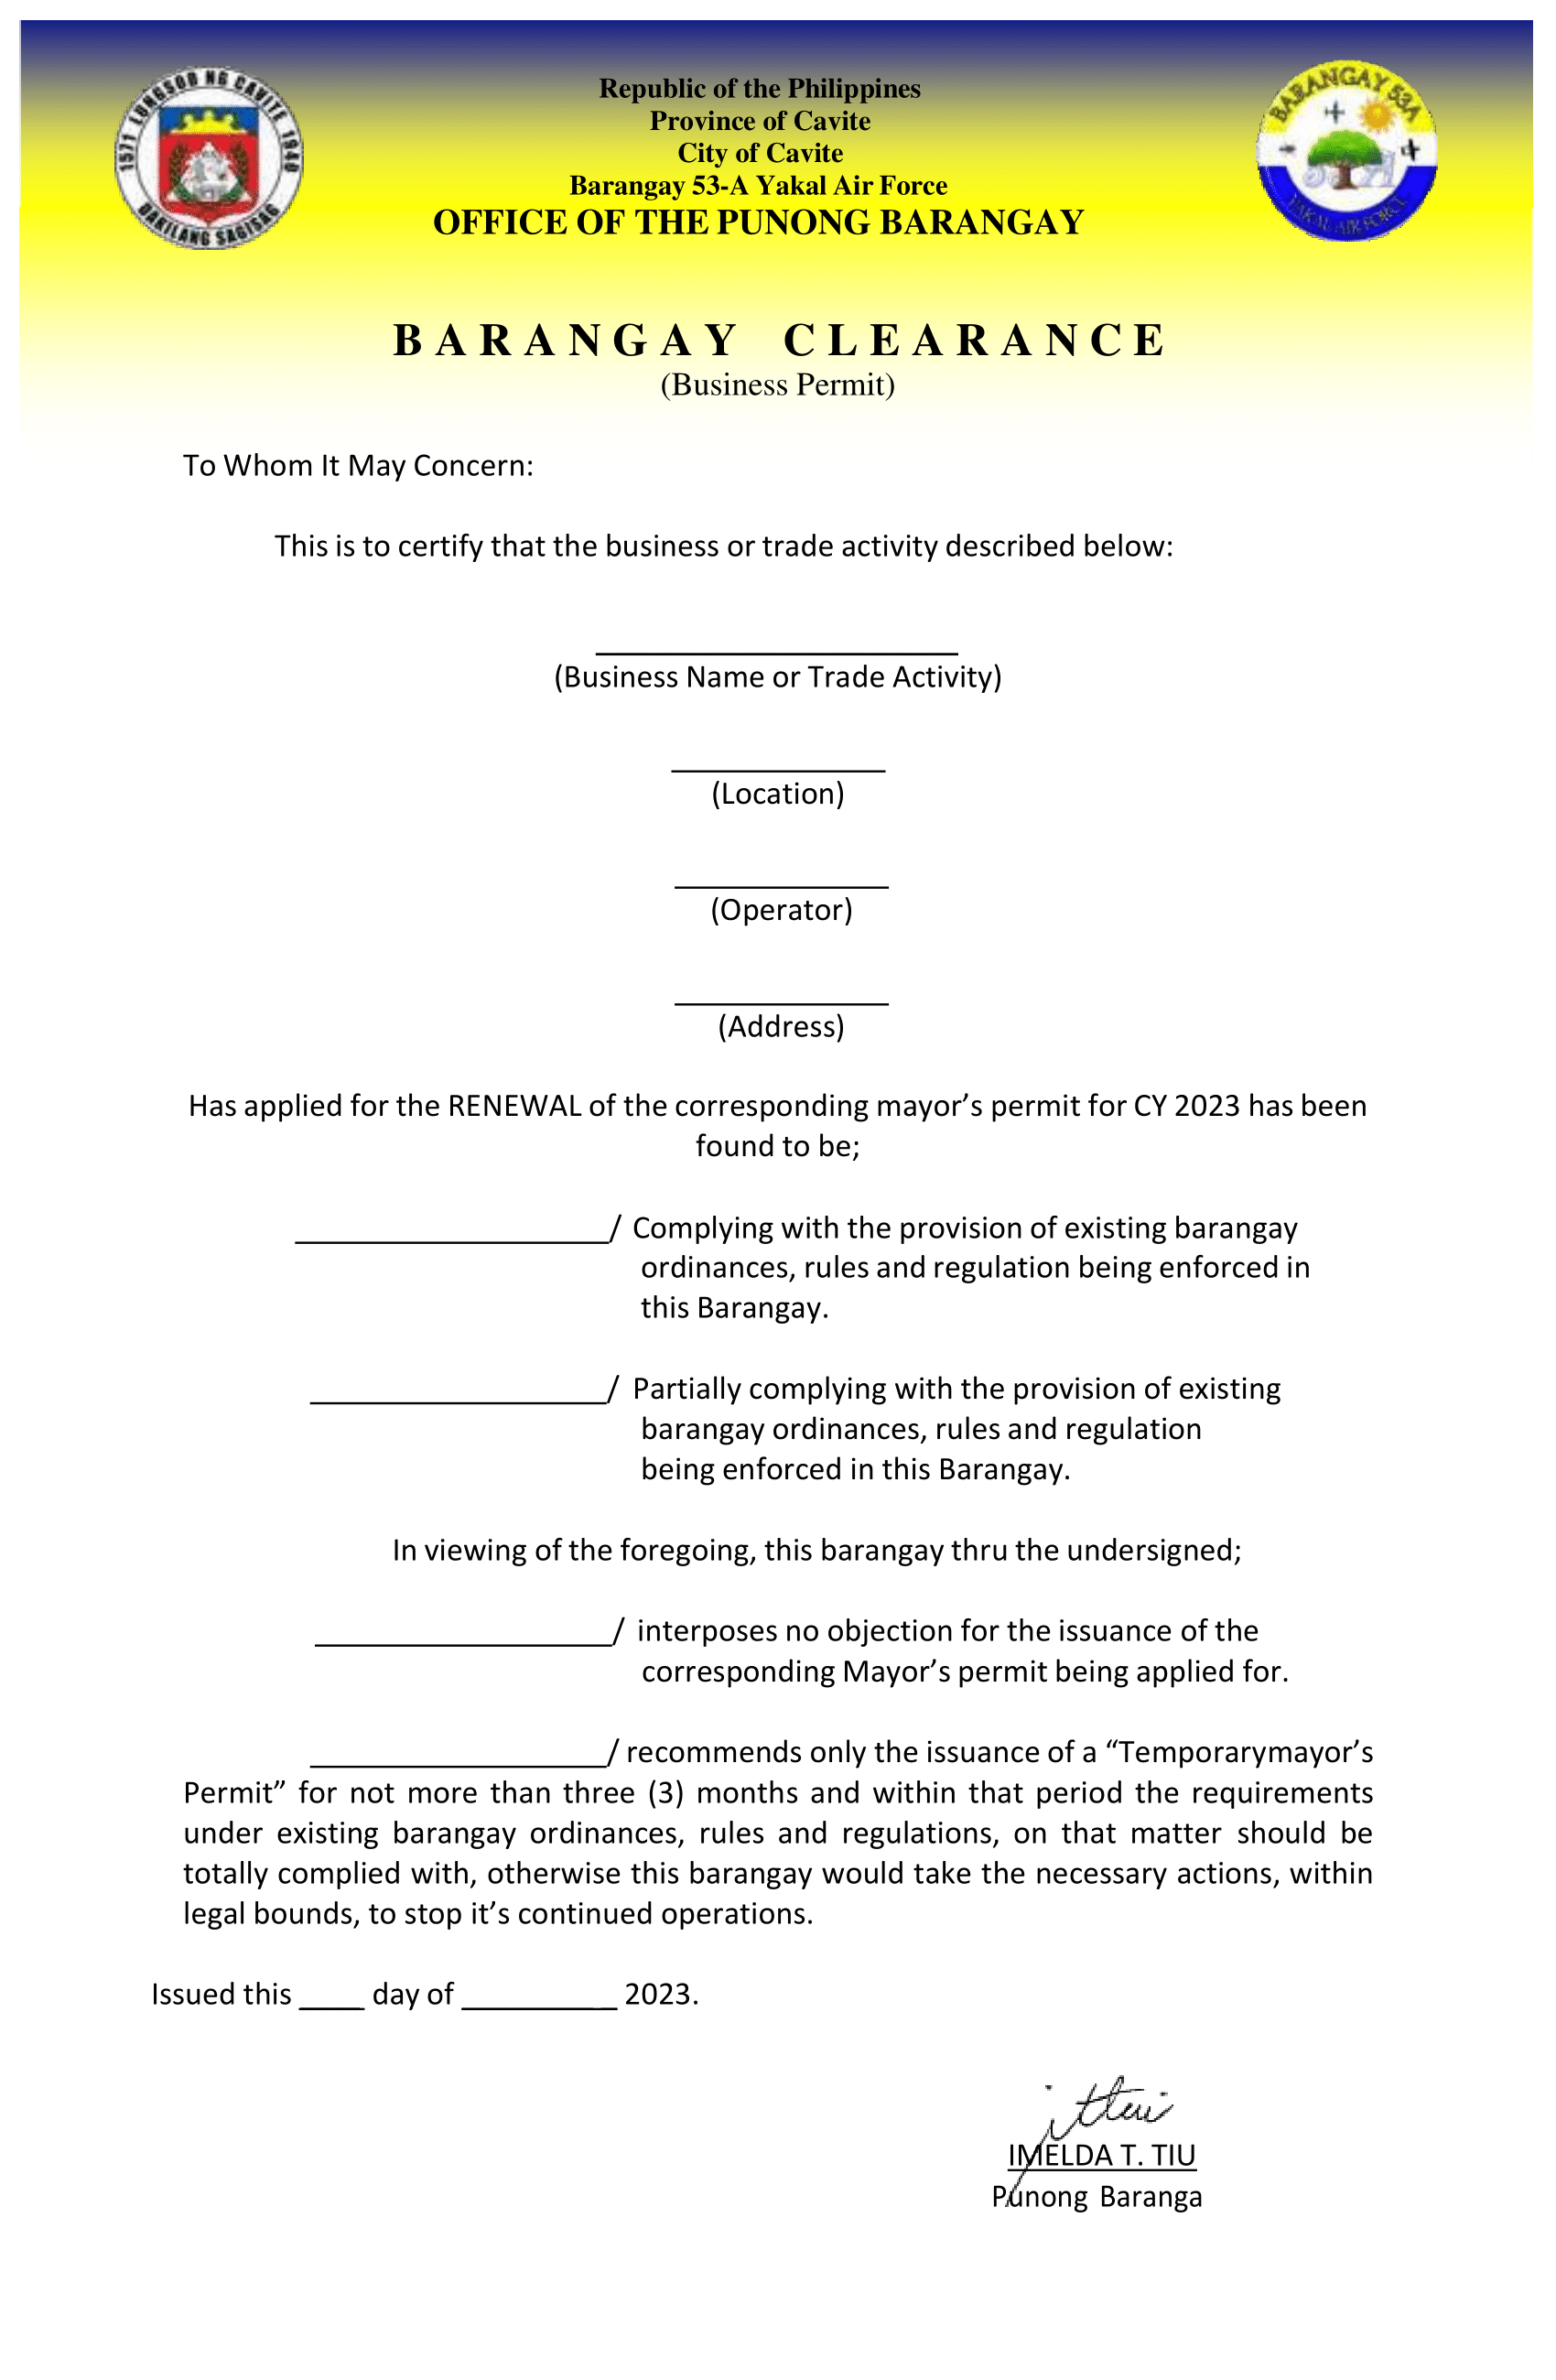 1571 LUNGSOD NG CAVITE 1940
DAKILANG SAGISAG
BARANGAY 53A
YAKAL AIR FORCE
Republic of the Philippines
Province of Cavite
City of Cavite
Barangay 53-A Yakal Air Force
OFFICE OF THE PUNONG BARANGAY
BARANGAY CLEARANCE
(Business Permit)
To Whom It May Concern:
This is to certify that the business or trade activity described below:
(Business Name or Trade Activity)
(Location)
(Operator)
(Address)
Has applied for the RENEWAL of the corresponding mayor’s permit for CY 2023 has been
found to be;
____________________/ Complying with the provision of existing barangay
ordinances, rules and regulation being enforced in
this Barangay.
___________________/ Partially complying with the provision of existing
barangay ordinances, rules and regulation
being enforced in this Barangay.
In viewing of the foregoing, this barangay thru the undersigned;
___________________/ interposes no objection for the issuance of the
corresponding Mayor’s permit being applied for.
___________________/ recommends only the issuance of a “Temporarymayor’s
Permit” for not more than three (3) months and within that period the requirements
under existing barangay ordinances, rules and regulations, on that matter should be
totally complied with, otherwise this barangay would take the necessary actions, within
legal bounds, to stop it’s continued operations.
Issued this ____ day of __________ 2023.
IMELDA T. TIU
Punong Baranga